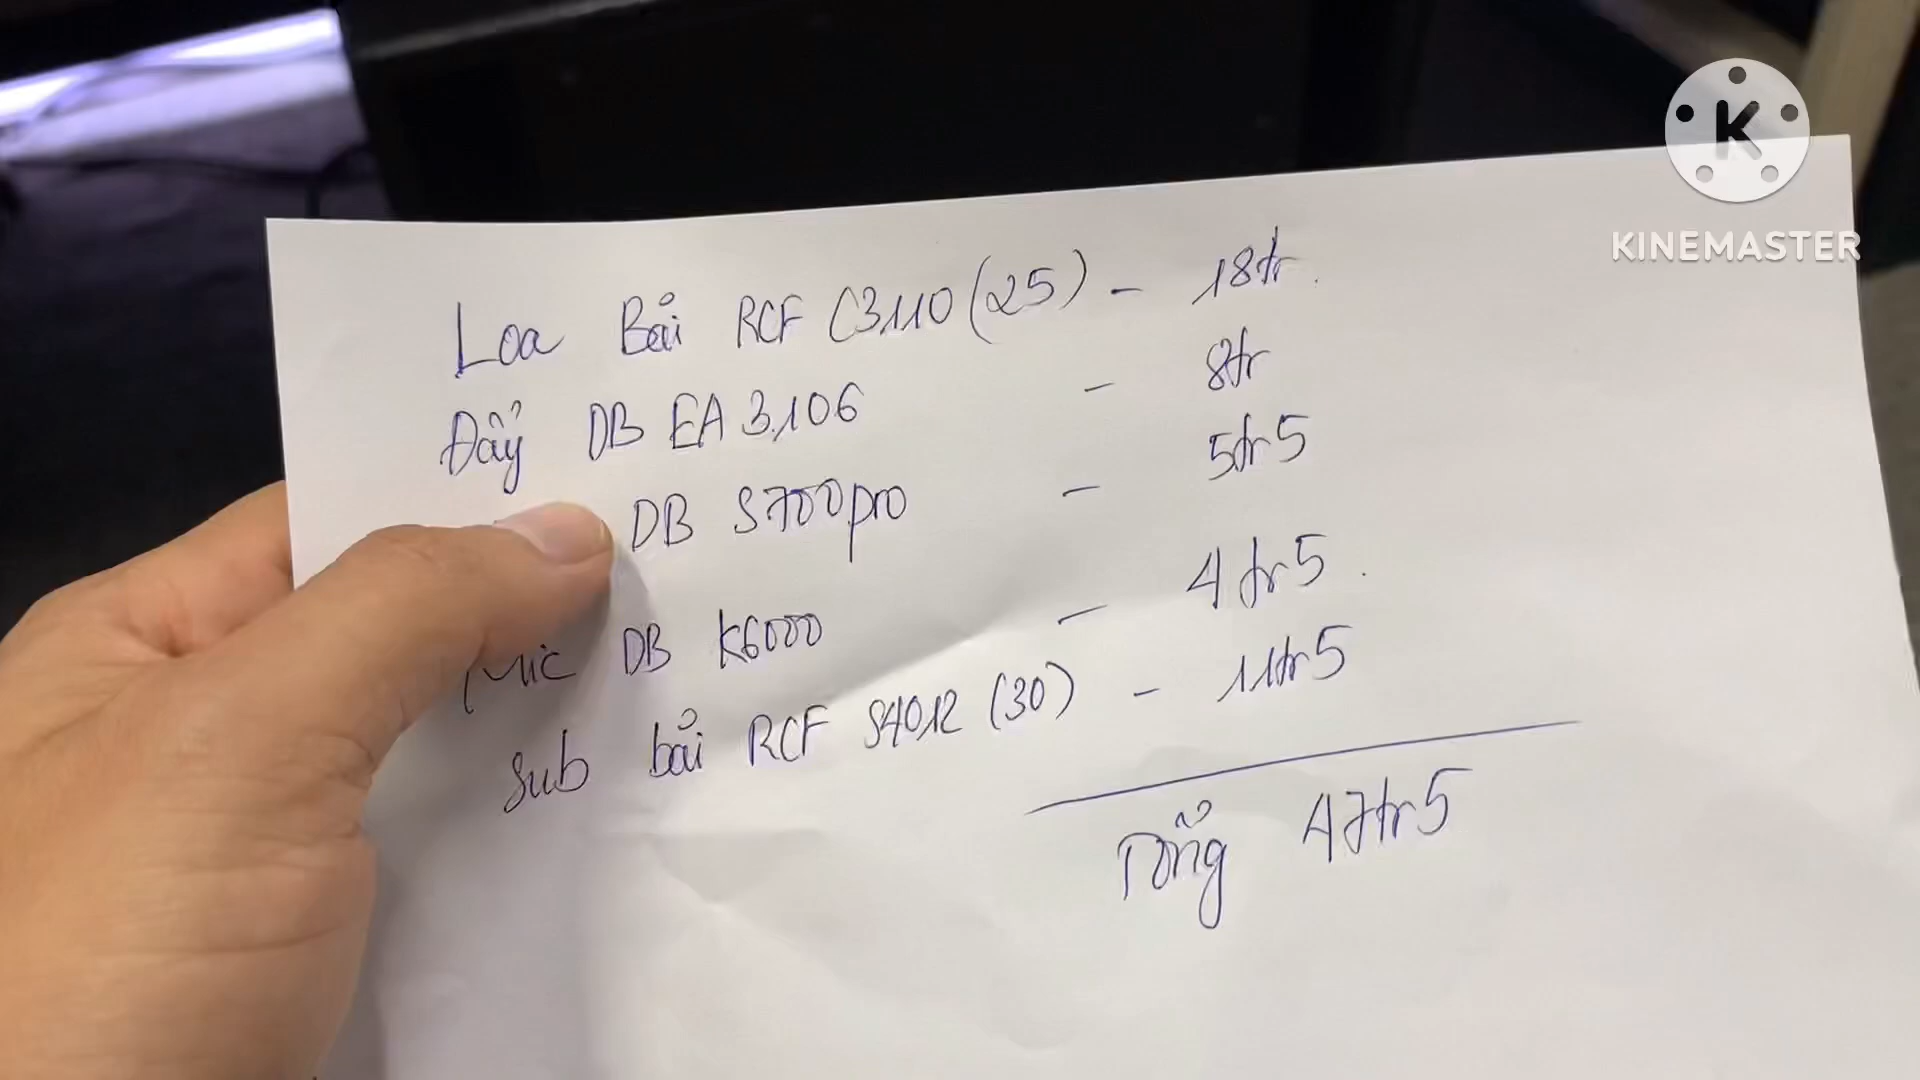 KINEMASTER
Loa Bãi RCF C3110 (25) - 18tr.
Đẩy DB EA 3.106 - 8tr
DB S700pro - 5tr5
Mic DB K6000 - 4tr5.
Sub bãi RCF S4012 (30) - 11tr5
Tổng 47tr5